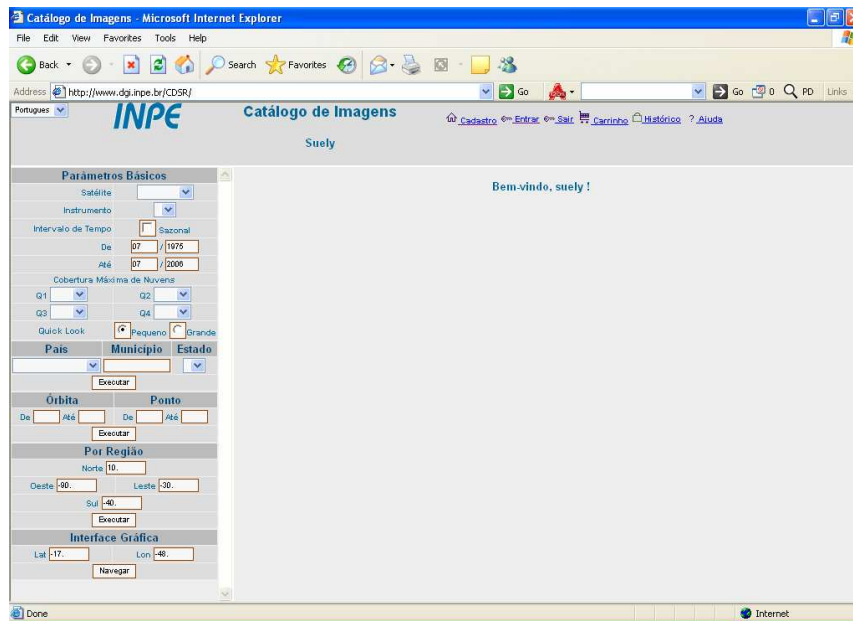 Catálogo de Imagens - Microsoft Internet Explorer
File Edit View Favorites Tools Help
Back Search Favorites
Address http://www.dgi.inpe.br/CDSR/ Go Go 0 PD Links
Portugues INPE Catálogo de Imagens Cadastro Entrar Sair Carrinho Histórico ? Ajuda
Suely
Parâmetros Básicos
Bem-vindo, suely !
Satélite
Instrumento
Intervalo de Tempo Sazonal
De 07 / 1975
Até 07 / 2006
Cobertura Máxima de Nuvens
Q1 Q2
Q3 Q4
Quick Look Pequeno Grande
País Município Estado
Executar
Órbita Ponto
De Até De Até
Executar
Por Região
Norte 10.
Oeste -90. Leste -30.
Sul -40.
Executar
Interface Gráfica
Lat -17. Lon -48.
Navegar
Done Internet